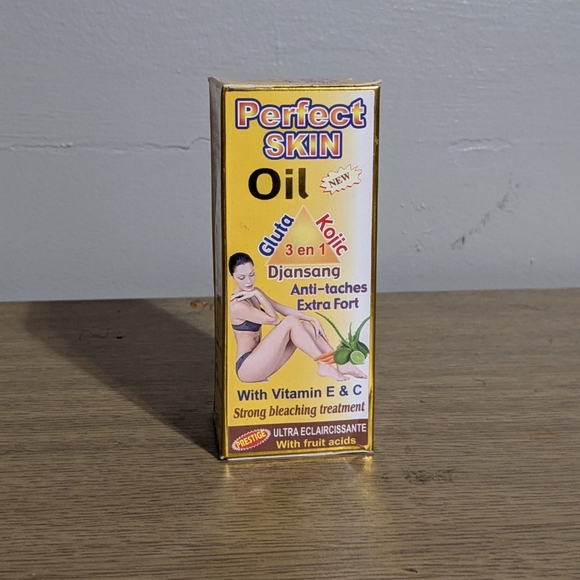 Perfect
SKIN
Oil
NEW
Gluta
Kojic
3 en 1
Djansang
Anti-taches
Extra Fort
With Vitamin E & C
Strong bleaching treatment
PRESTIGE
ULTRA ECLAIRCISSANTE
With fruit acids